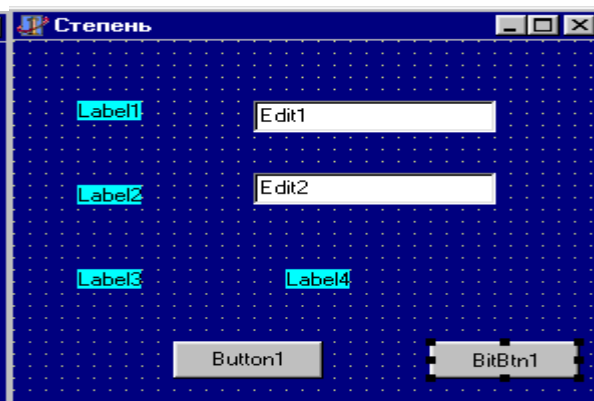 Степень
Label1
Edit1
Label2
Edit2
Label3
Label4
Button1
BitBtn1